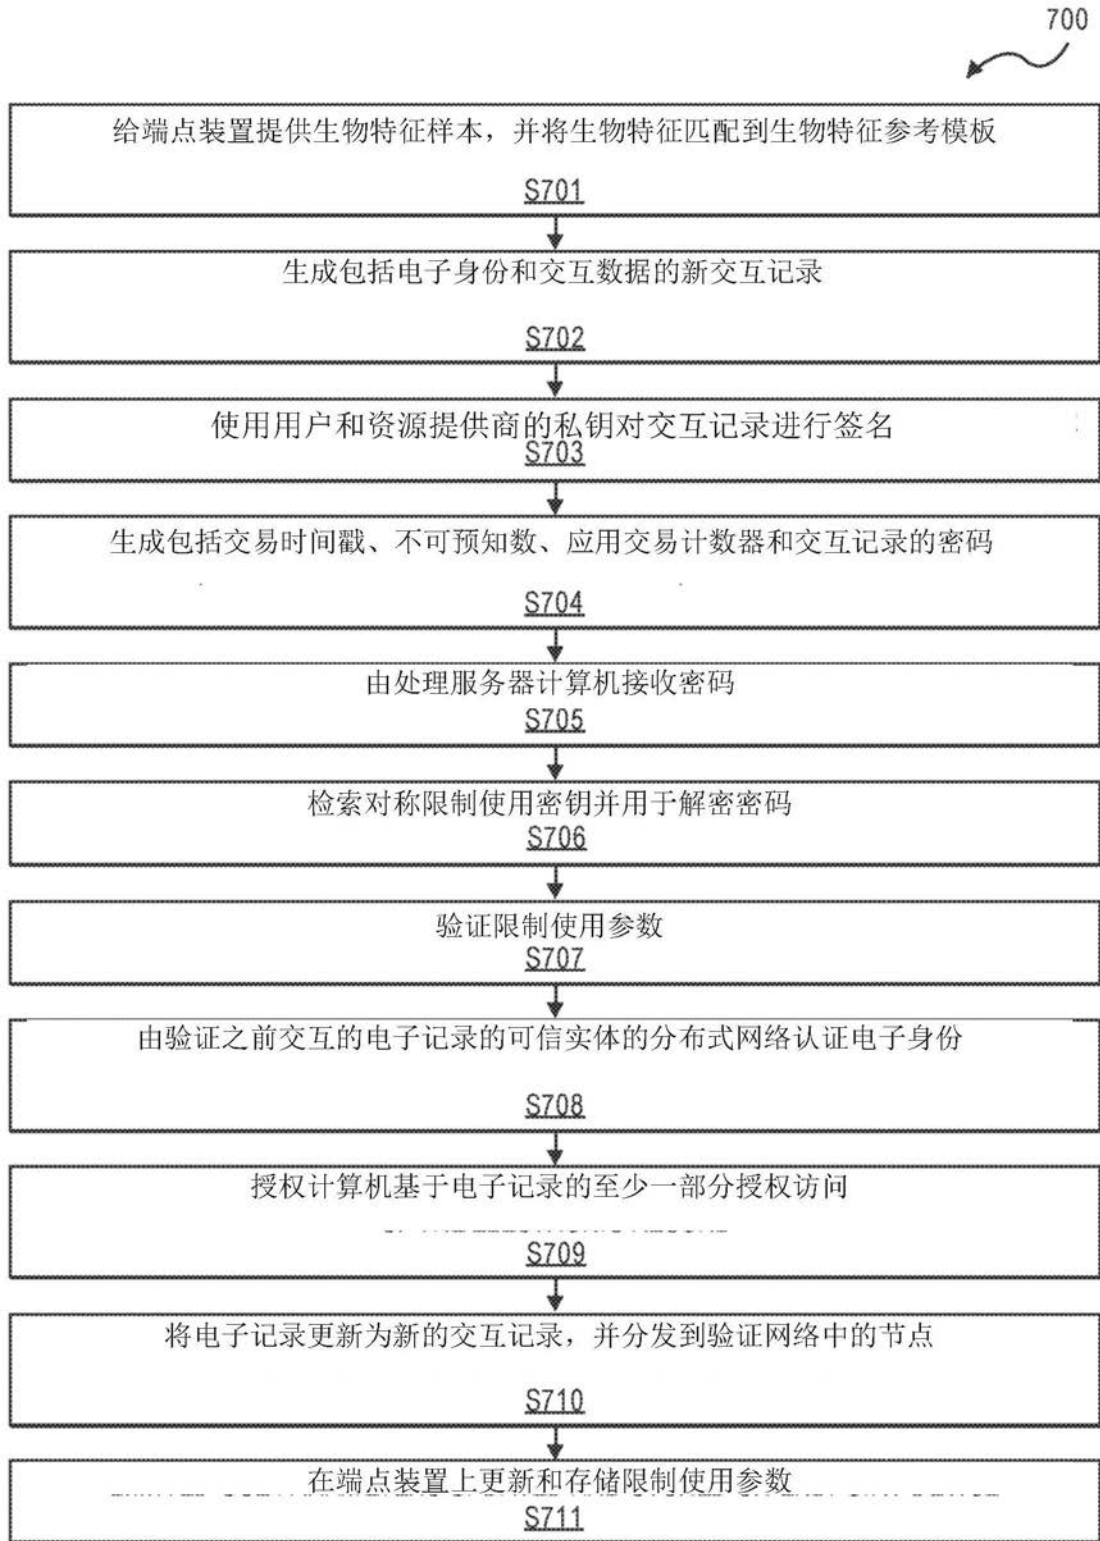 700
给端点装置提供生物特征样本，并将生物特征匹配到生物特征参考模板
S701
生成包括电子身份和交互数据的新交互记录
S702
使用用户和资源提供商的私钥对交互记录进行签名
S703
生成包括交易时间戳、不可预知数、应用交易计数器和交互记录的密码
S704
由处理服务器计算机接收密码
S705
检索对称限制使用密钥并用于解密密码
S706
验证限制使用参数
S707
由验证之前交互的电子记录的可信实体的分布式网络认证电子身份
S708
授权计算机基于电子记录的至少一部分授权访问
S709
将电子记录更新为新的交互记录，并分发到验证网络中的节点
S710
在端点装置上更新和存储限制使用参数
S711